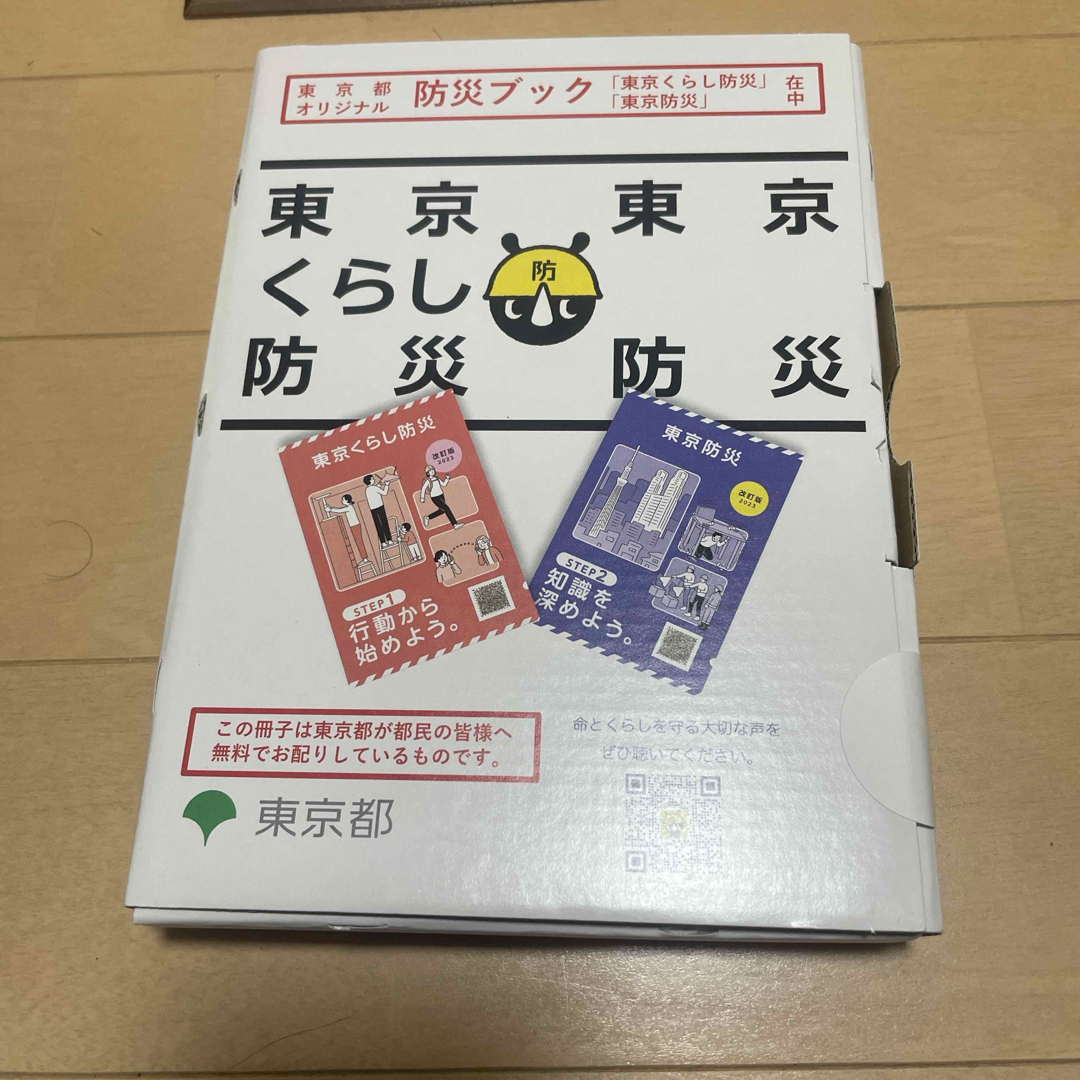 東京都
オリジナル
防災ブック
「東京くらし防災」
「東京防災」
在中
東京
くらし
防災
防
東京
防災
東京くらし防災
改訂版
2023
STEP1
行動から
始めよう。
東京防災
改訂版
2023
STEP2
知識を
深めよう。
この冊子は東京都が都民の皆様へ
無料でお配りしているものです。
命とくらしを守る大切な声を
ぜひ聴いてください。
東京都